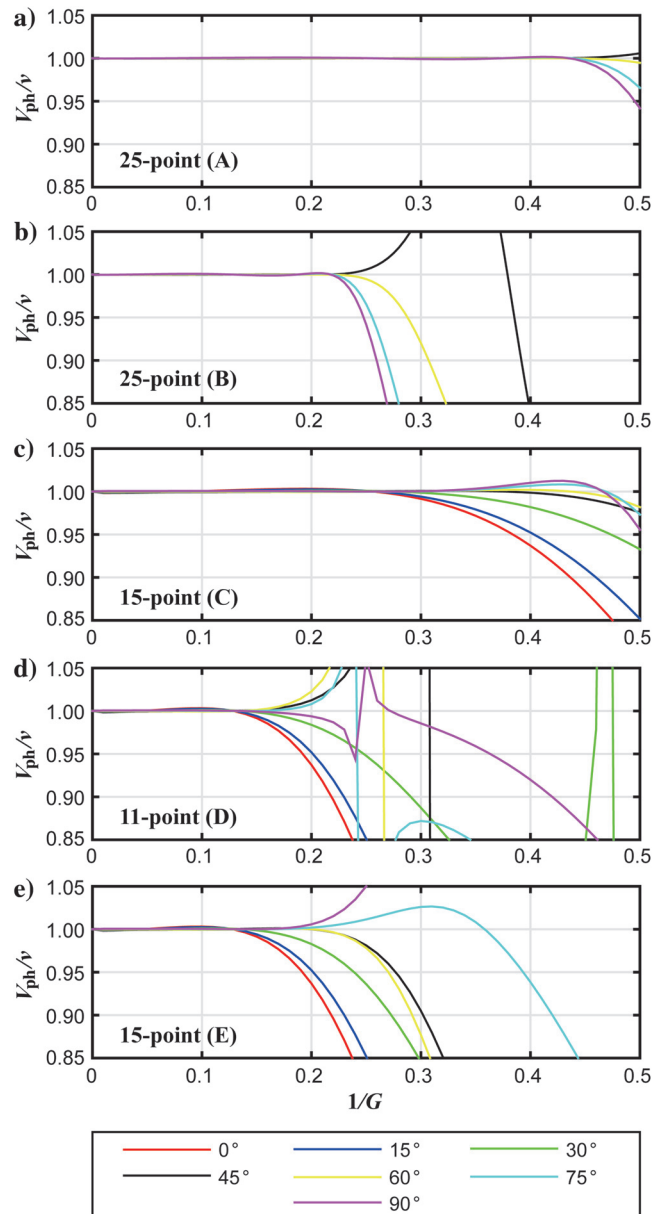 a)
1.05
1.00
0.95
0.90
0.85
V_ph/v
25-point (A)
0 0.1 0.2 0.3 0.4 0.5
b)
1.05
1.00
0.95
0.90
0.85
V_ph/v
25-point (B)
0 0.1 0.2 0.3 0.4 0.5
c)
1.05
1.00
0.95
0.90
0.85
V_ph/v
15-point (C)
0 0.1 0.2 0.3 0.4 0.5
d)
1.05
1.00
0.95
0.90
0.85
V_ph/v
11-point (D)
0 0.1 0.2 0.3 0.4 0.5
e)
1.05
1.00
0.95
0.90
0.85
V_ph/v
15-point (E)
0 0.1 0.2 0.3 0.4 0.5
1/G
0° 15° 30°
45° 60° 75°
90°